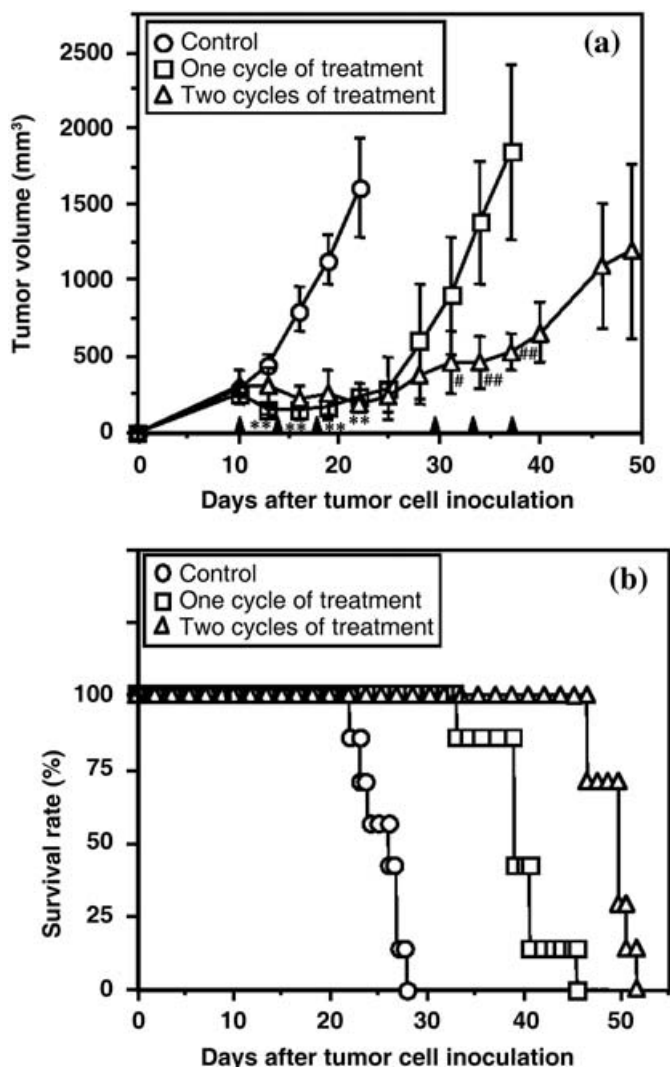 (a)
Control
One cycle of treatment
Two cycles of treatment
Tumor volume (mm³)
2500
2000
1500
1000
500
0
** ** ** **
# ## ##
0 10 20 30 40 50
Days after tumor cell inoculation
(b)
Control
One cycle of treatment
Two cycles of treatment
Survival rate (%)
100
75
50
25
0
0 10 20 30 40 50
Days after tumor cell inoculation